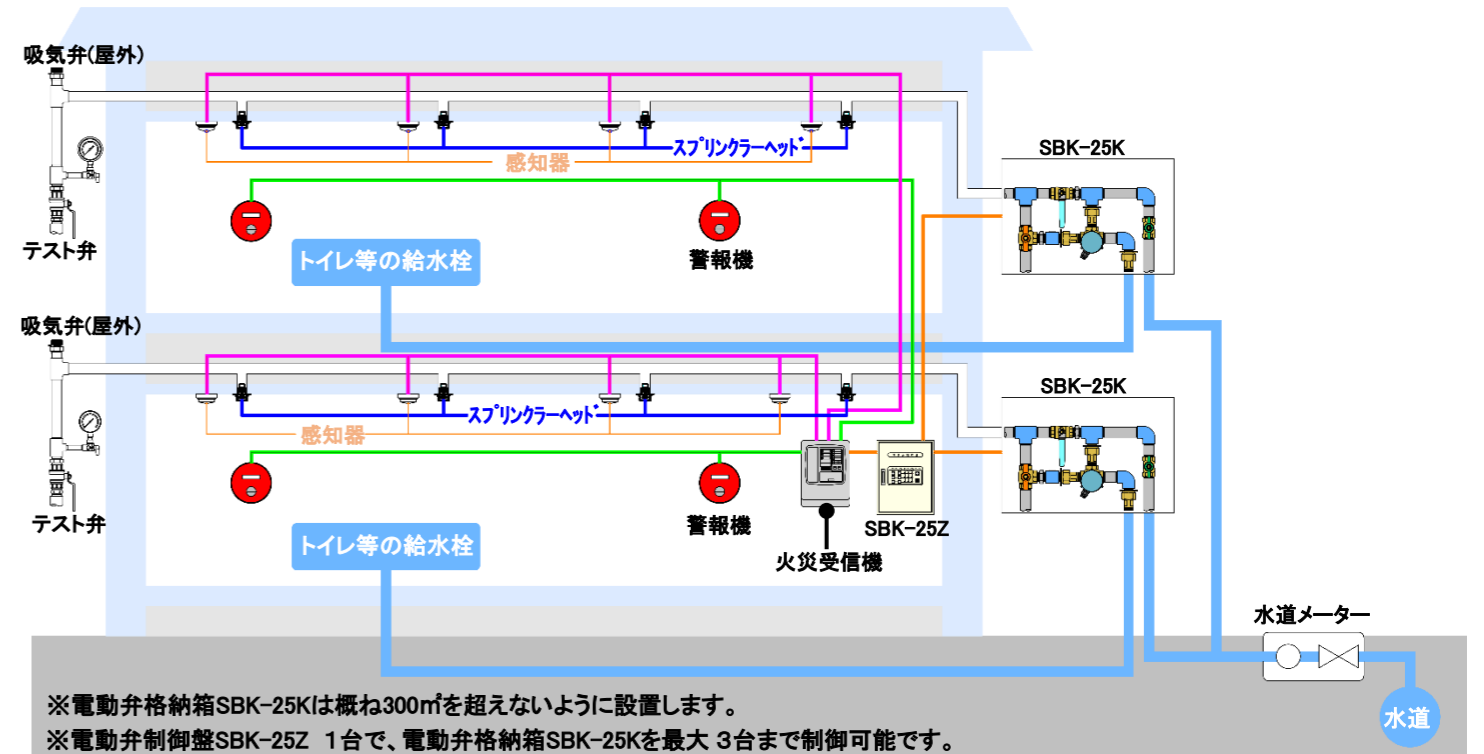 吸気弁(屋外)
SBK-25K
スプリンクラーヘッド
感知器
テスト弁
トイレ等の給水栓
警報機
吸気弁(屋外)
SBK-25K
スプリンクラーヘッド
感知器
テスト弁
トイレ等の給水栓
警報機
SBK-25Z
火災受信機
水道メーター
水道
※電動弁格納箱SBK-25Kは概ね300㎡を超えないように設置します。
※電動弁制御盤SBK-25Z 1台で、電動弁格納箱SBK-25Kを最大 3台まで制御可能です。